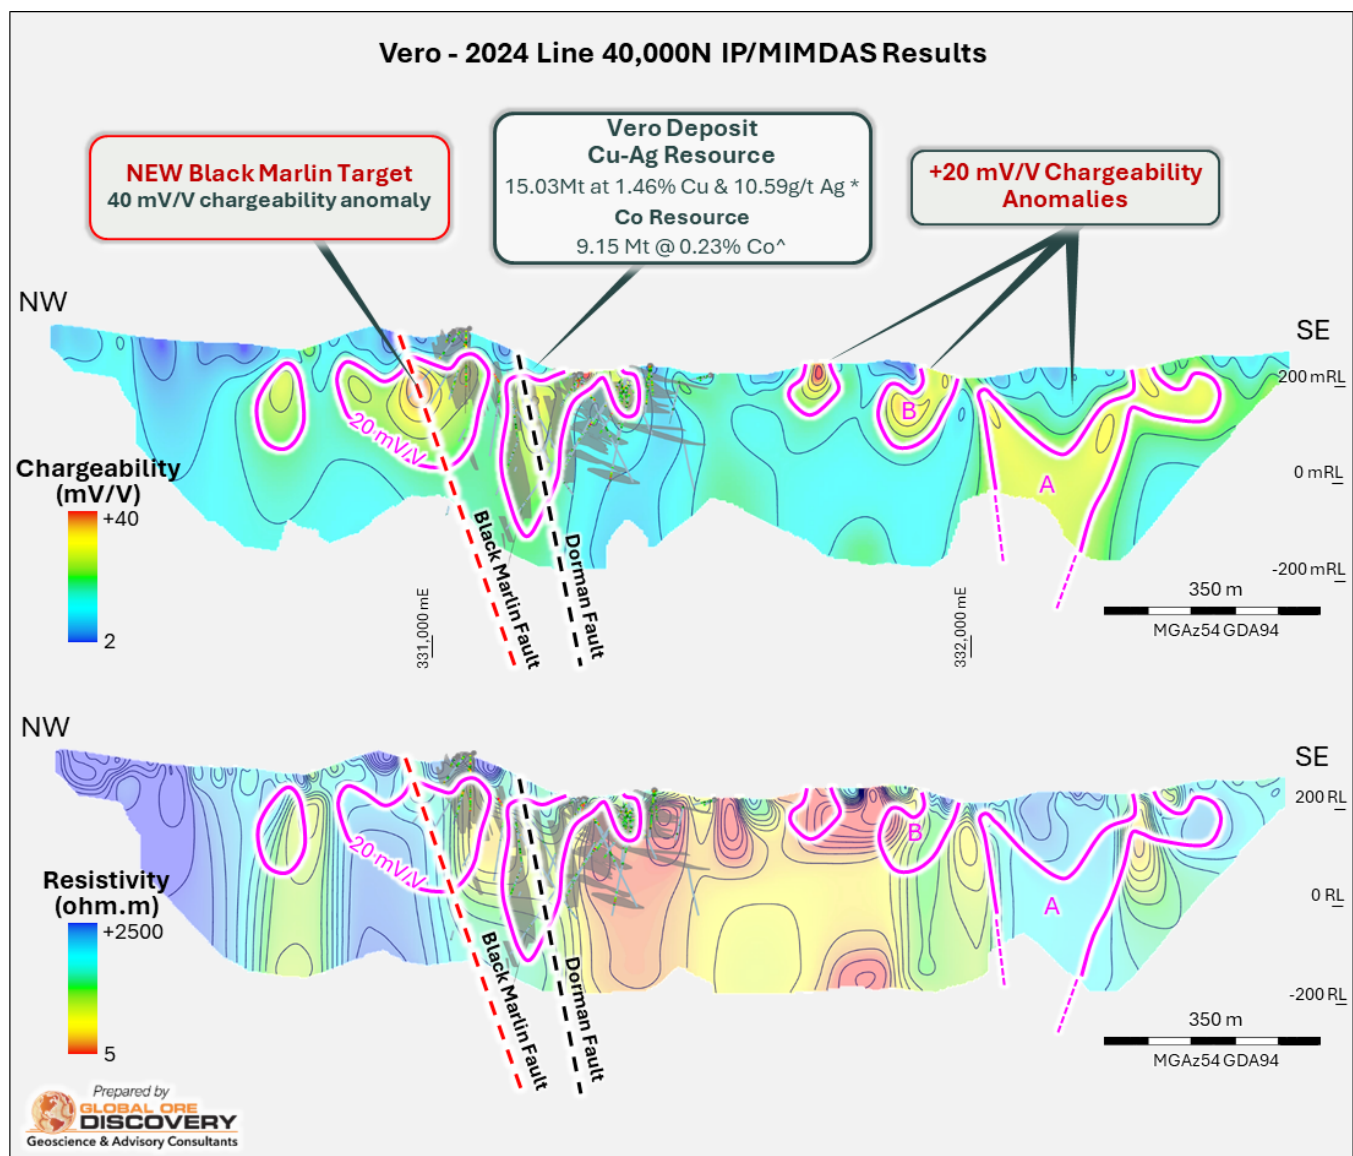 Vero - 2024 Line 40,000N IP/MIMDAS Results
NEW Black Marlin Target
40 mV/V chargeability anomaly
Vero Deposit
Cu-Ag Resource
15.03Mt at 1.46% Cu & 10.59g/t Ag *
Co Resource
9.15 Mt @ 0.23% Co^
+20 mV/V Chargeability
Anomalies
NW
SE
200 mRL
B
20 mV/V
Chargeability
(mV/V)
0 mRL
A
+40
2
Black Marlin Fault
Dorman Fault
-200 mRL
331,000 mE
332,000 mE
350 m
MGAz54 GDA94
NW
SE
200 RL
B
20 mV/V
Resistivity
(ohm.m)
0 RL
A
+2500
5
Black Marlin Fault
Dorman Fault
-200 RL
350 m
MGAz54 GDA94
Prepared by
GLOBAL ORE
DISCOVERY
Geoscience & Advisory Consultants